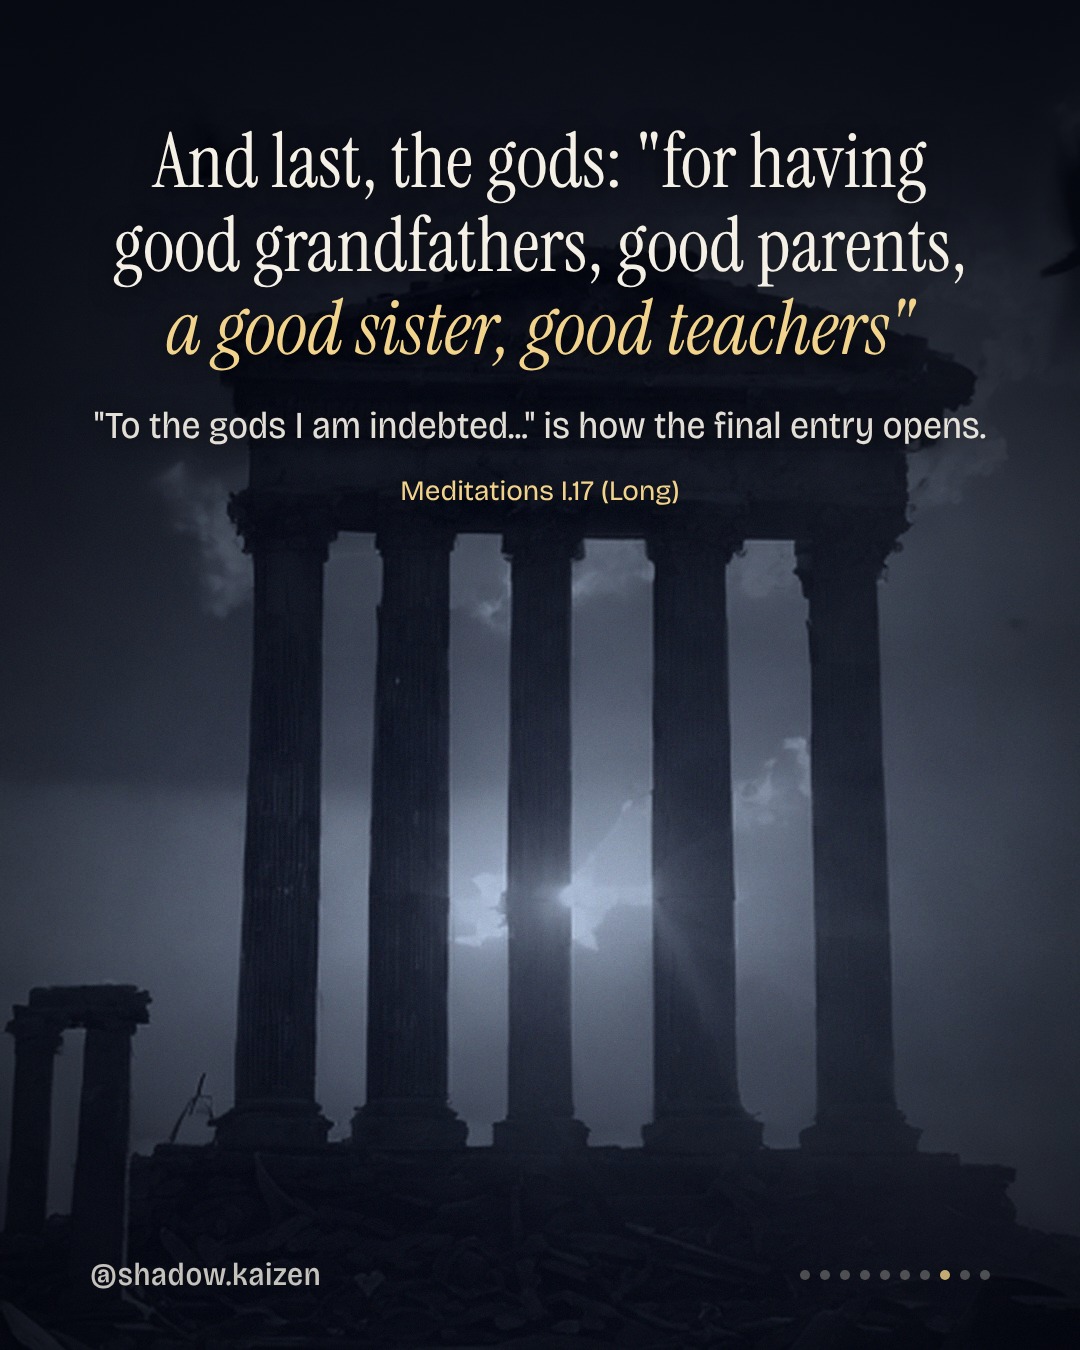 And last, the gods: "for having
good grandfathers, good parents,
a good sister, good teachers"
"To the gods I am indebted..." is how the final entry opens.
Meditations I.17 (Long)
@shadow.kaizen